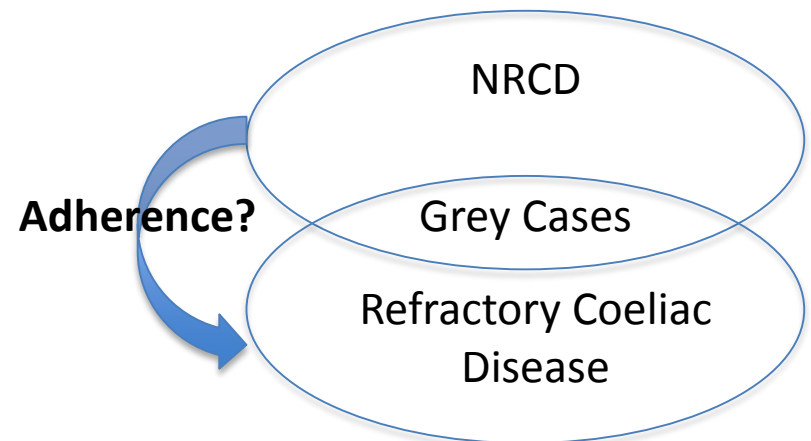 NRCD
Adherence?
Grey Cases
Refractory Coeliac
Disease